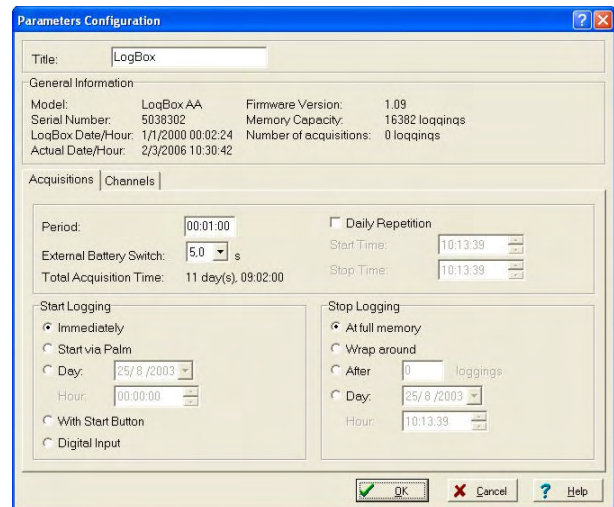 Parameters Configuration
Title: LogBox
General Information
Model: LogBox AA Firmware Version: 1.09
Serial Number: 5038302 Memory Capacity: 16382 loggings
LogBox Date/Hour: 1/1/2000 00:02:24 Number of acquisitions: 0 loggings
Actual Date/Hour: 2/3/2006 10:30:42
Acquisitions Channels
Period: 00:01:00 Daily Repetition
External Battery Switch: 5,0 s Start Time: 10:13:39
Total Acquisition Time: 11 day(s), 09:02:00 Stop Time: 10:13:39
Start Logging Stop Logging
Immediately At full memory
Start via Palm Wrap around
Day: 25/ 8 /2003 After 0 loggings
Hour: 00:00:00 Day: 25/ 8 /2003
With Start Button Hour: 10:13:39
Digital Input
OK Cancel ? Help